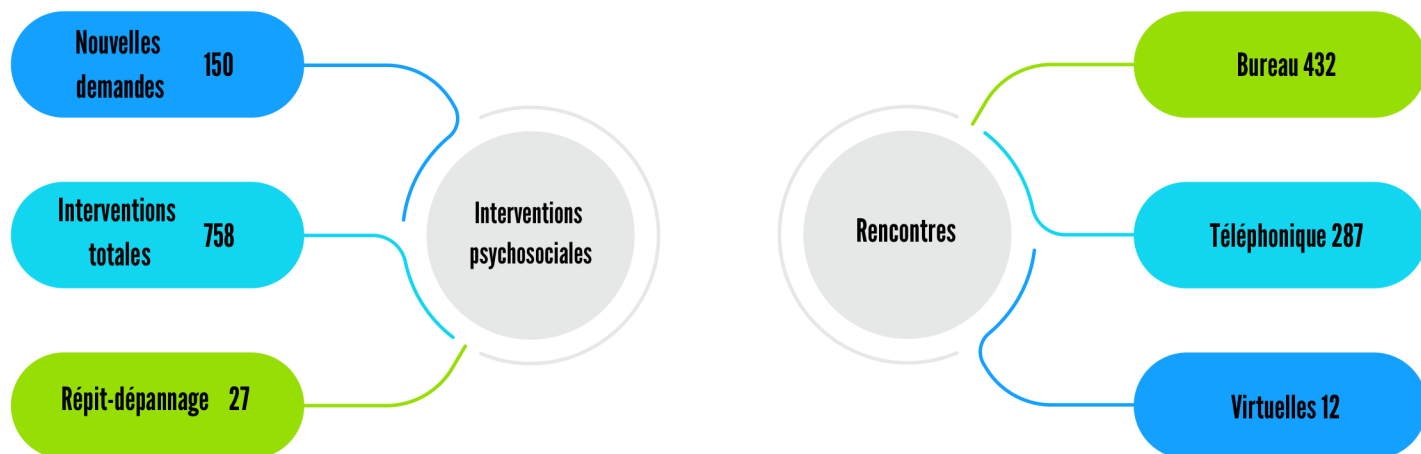 Nouvelles
demandes 150
Interventions
totales 758
Répit-dépannage 27
Interventions
psychosociales
Rencontres
Bureau 432
Téléphonique 287
Virtuelles 12